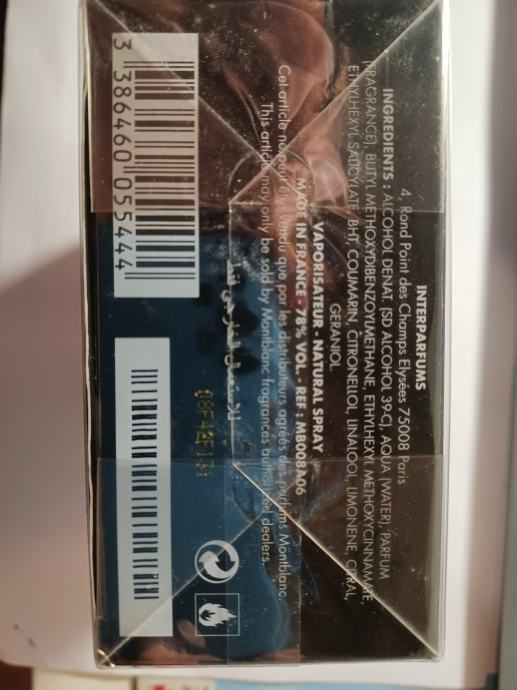 INTERPARFUMS
4, Rond Point des Champs Elysées 75008 Paris
INGREDIENTS : ALCOHOL DENAT. (SD ALCOHOL 39-C), AQUA (WATER), PARFUM
(FRAGRANCE), BUTYL METHOXYDIBENZOYLMETHANE, ETHYLHEXYL METHOXYCINNAMATE,
ETHYLHEXYL SALICYLATE, BHT, COUMARIN, CITRONELLOL, LINALOOL, LIMONENE, CITRAL,
GERANIOL
VAPORISATEUR - NATURAL SPRAY
MADE IN FRANCE - 78% VOL. - REF : MB008A06
Cet article ne peut être vendu que par les distributeurs agréés des parfums Montblanc.
This article may only be sold by Montblanc fragrances authorized dealers.
للاستعمال الخارجي فقط
3 386460 055444